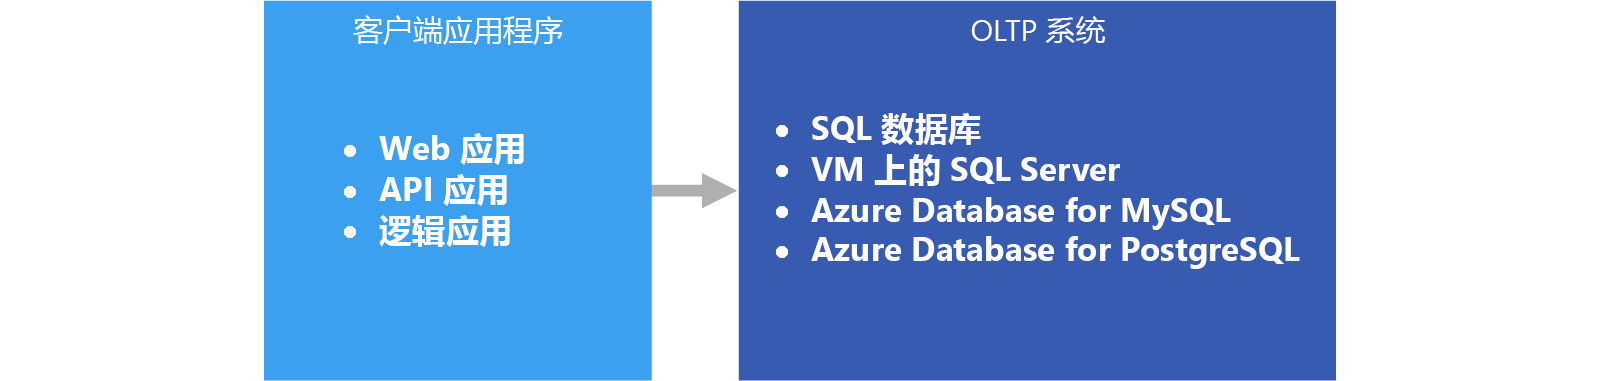 客户端应用程序
• Web 应用
• API 应用
• 逻辑应用
OLTP 系统
• SQL 数据库
• VM 上的 SQL Server
• Azure Database for MySQL
• Azure Database for PostgreSQL